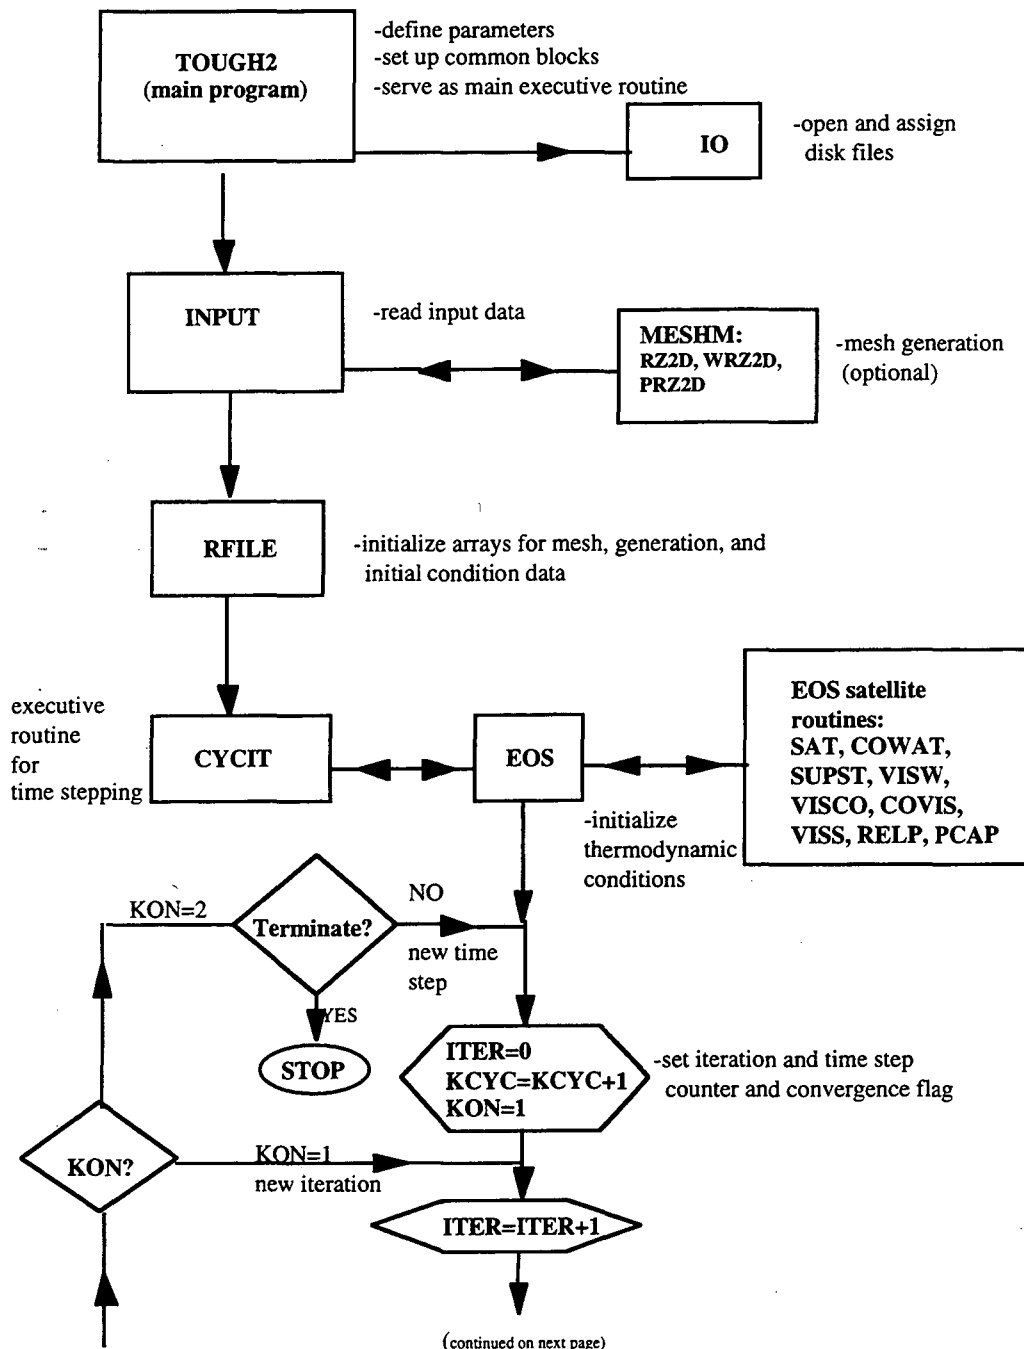 TOUGH2
(main program)
-define parameters
-set up common blocks
-serve as main executive routine
IO
-open and assign
disk files
INPUT
-read input data
MESHM:
RZ2D, WRZ2D,
PRZ2D
-mesh generation
(optional)
RFILE
-initialize arrays for mesh, generation, and
initial condition data
executive
routine
for
time stepping
CYCIT
EOS
EOS satellite
routines:
SAT, COWAT,
SUPST, VISW,
VISCO, COVIS,
VISS, RELP, PCAP
-initialize
thermodynamic
conditions
KON=2
Terminate?
NO
new time
step
YES
STOP
ITER=0
KCYC=KCYC+1
KON=1
-set iteration and time step
counter and convergence flag
KON?
KON=1
new iteration
ITER=ITER+1
(continued on next page)